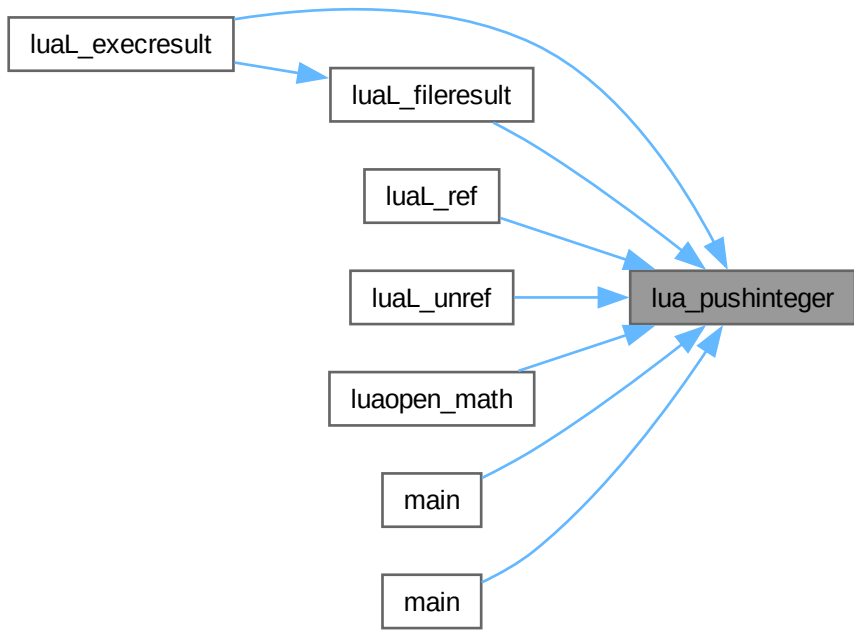 luaL_execresult
luaL_fileresult
luaL_ref
luaL_unref
lua_pushinteger
luaopen_math
main
main